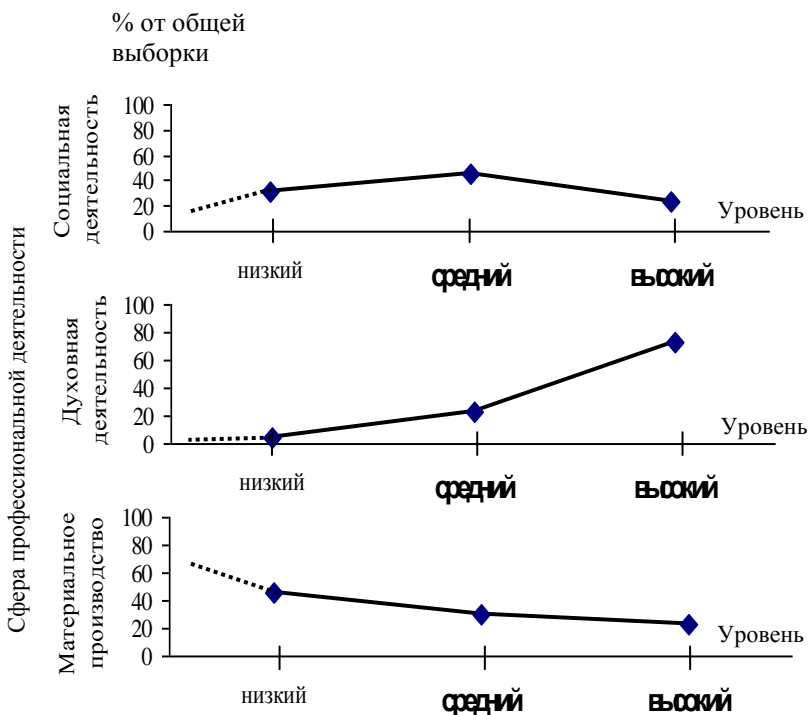 % от общей
выборки
Сфера профессиональной деятельности
Социальная
деятельность
100
80
60
40
20
0
Уровень
низкий
средний
высокий
Духовная
деятельность
100
80
60
40
20
0
Уровень
низкий
средний
высокий
Материальное
производство
100
80
60
40
20
0
Уровень
низкий
средний
высокий